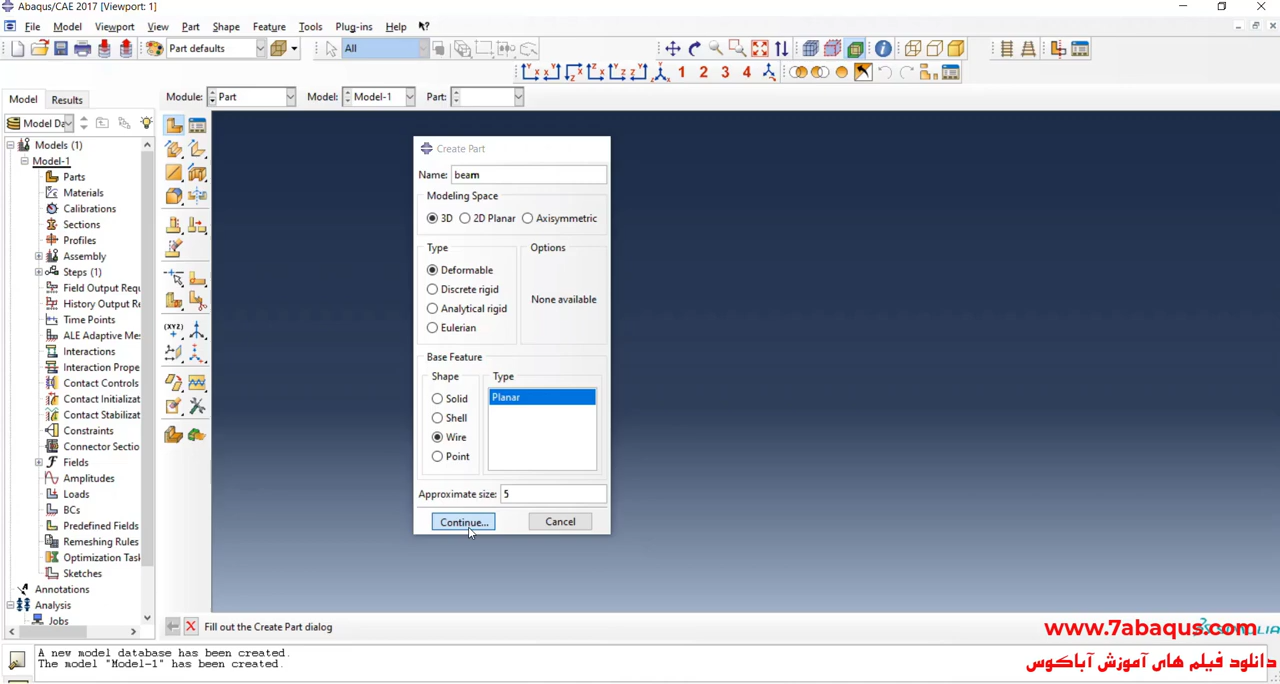 Abaqus/CAE 2017 [Viewport: 1]
File Model Viewport View Part Shape Feature Tools Plug-ins Help
Part defaults All
1 2 3 4
Model Results Module: Part Model: Model-1 Part:
Model Da
Models (1)
Model-1
Parts
Materials
Calibrations
Sections
Profiles
Assembly
Steps (1)
Field Output Requ
History Output Re
Time Points
ALE Adaptive Mes
Interactions
Interaction Prope
Contact Controls
Contact Initializat
Contact Stabilizat
Constraints
Connector Sectio
Fields
Amplitudes
Loads
BCs
Predefined Fields
Remeshing Rules
Optimization Task
Sketches
Annotations
Analysis
Jobs
Create Part
Name: beam
Modeling Space
3D 2D Planar Axisymmetric
Type Options
Deformable
Discrete rigid
Analytical rigid
Eulerian
None available
Base Feature
Shape Type
Solid
Shell
Wire
Point
Planar
Approximate size: 5
Continue... Cancel
Fill out the Create Part dialog
www.7abaqus.com
دانلود فیلم های آموزش آباکوس
A new model database has been created.
The model "Model-1" has been created.